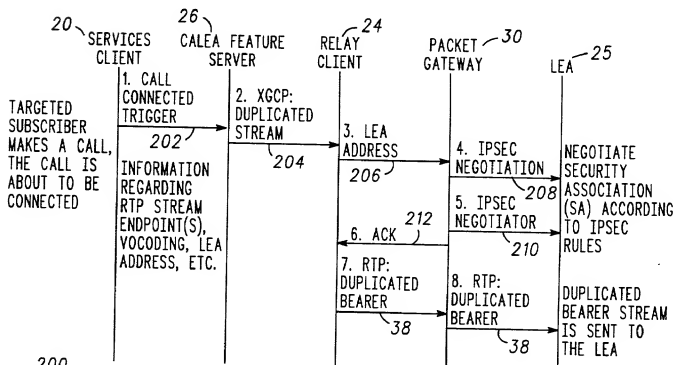 20
SERVICES
CLIENT
26
CALEA FEATURE
SERVER
24
RELAY
CLIENT
PACKET
GATEWAY
30
25
LEA
TARGETED
SUBSCRIBER
MAKES A CALL,
THE CALL IS
ABOUT TO BE
CONNECTED
1. CALL
CONNECTED
TRIGGER
202
INFORMATION
REGARDING
RTP STREAM
ENDPOINT(S),
VOCODING, LEA
ADDRESS, ETC.
2. XGCP:
DUPLICATED
STREAM
204
3. LEA
ADDRESS
206
4. IPSEC
NEGOTIATION
208
5. IPSEC
NEGOTIATOR
210
NEGOTIATE
SECURITY
ASSOCIATION
(SA) ACCORDING
TO IPSEC
RULES
212
6. ACK
7. RTP:
DUPLICATED
BEARER
38
8. RTP:
DUPLICATED
BEARER
38
DUPLICATED
BEARER STREAM
IS SENT TO
THE LEA
200